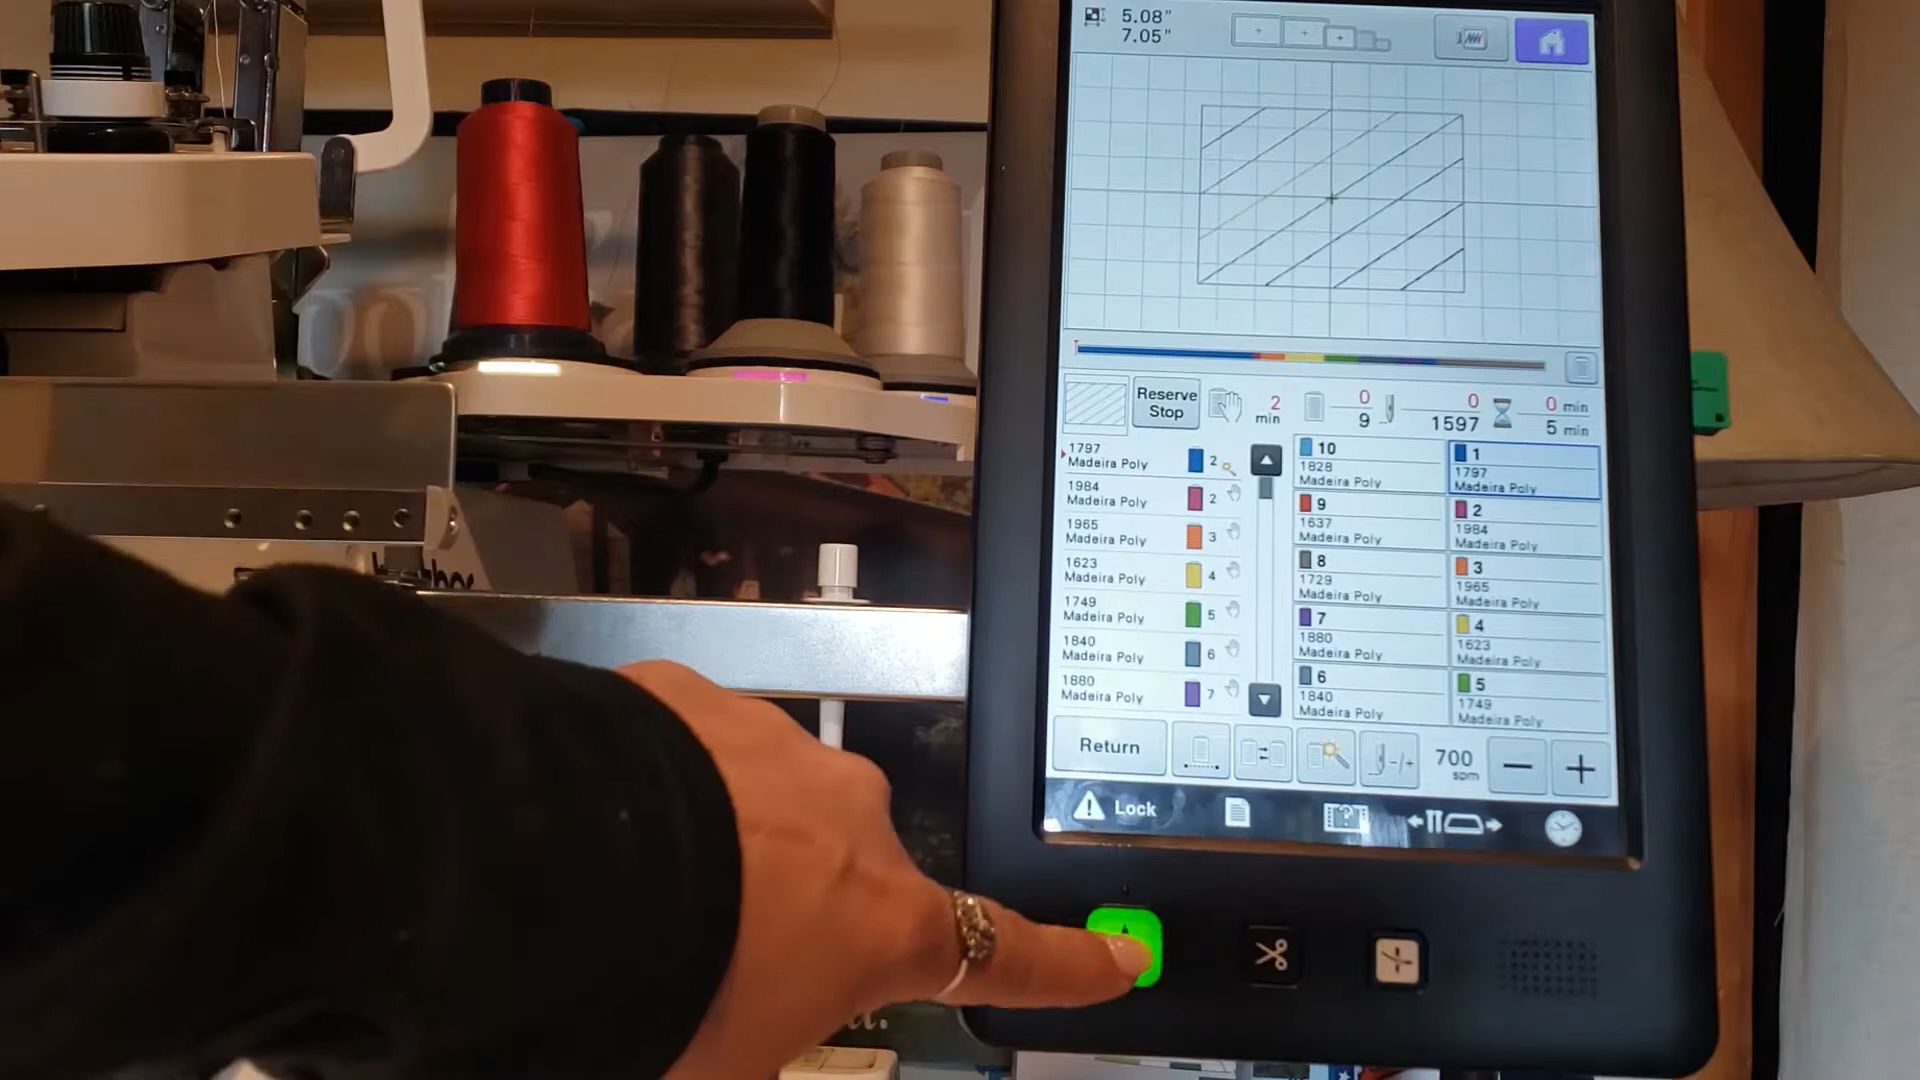 5.08"
7.05"
Reserve
Stop
2
min
0
9
0
1597
0 min
5 min
1797
Madeira Poly
2
1984
Madeira Poly
2
1965
Madeira Poly
3
1623
Madeira Poly
4
1749
Madeira Poly
5
1840
Madeira Poly
6
1880
Madeira Poly
7
10
1828
Madeira Poly
1
1797
Madeira Poly
9
1637
Madeira Poly
2
1984
Madeira Poly
8
1729
Madeira Poly
3
1965
Madeira Poly
7
1880
Madeira Poly
4
1623
Madeira Poly
6
1840
Madeira Poly
5
1749
Madeira Poly
Return
-/+
700
spm
Lock